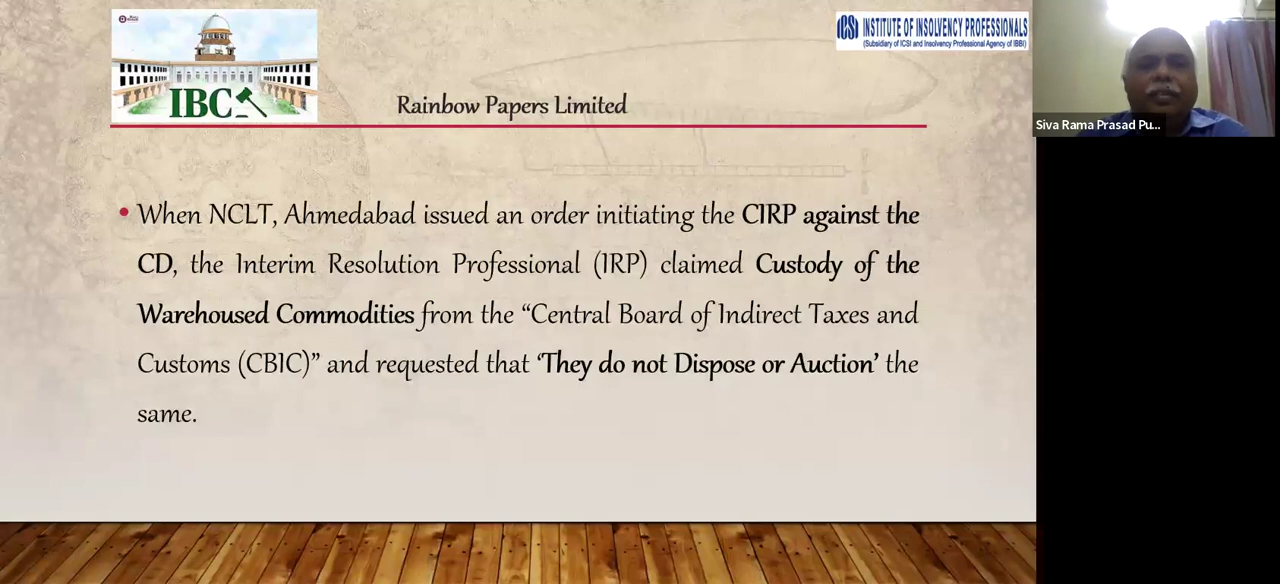 IBC
ICSI INSTITUTE OF INSOLVENCY PROFESSIONALS
(Subsidiary of ICSI and Insolvency Professional Agency of IBBI)
Rainbow Papers Limited
Siva Rama Prasad Pu...
• When NCLT, Ahmedabad issued an order initiating the CIRP against the
CD, the Interim Resolution Professional (IRP) claimed Custody of the
Warehoused Commodities from the “Central Board of Indirect Taxes and
Customs (CBIC)” and requested that ‘They do not Dispose or Auction’ the
same.